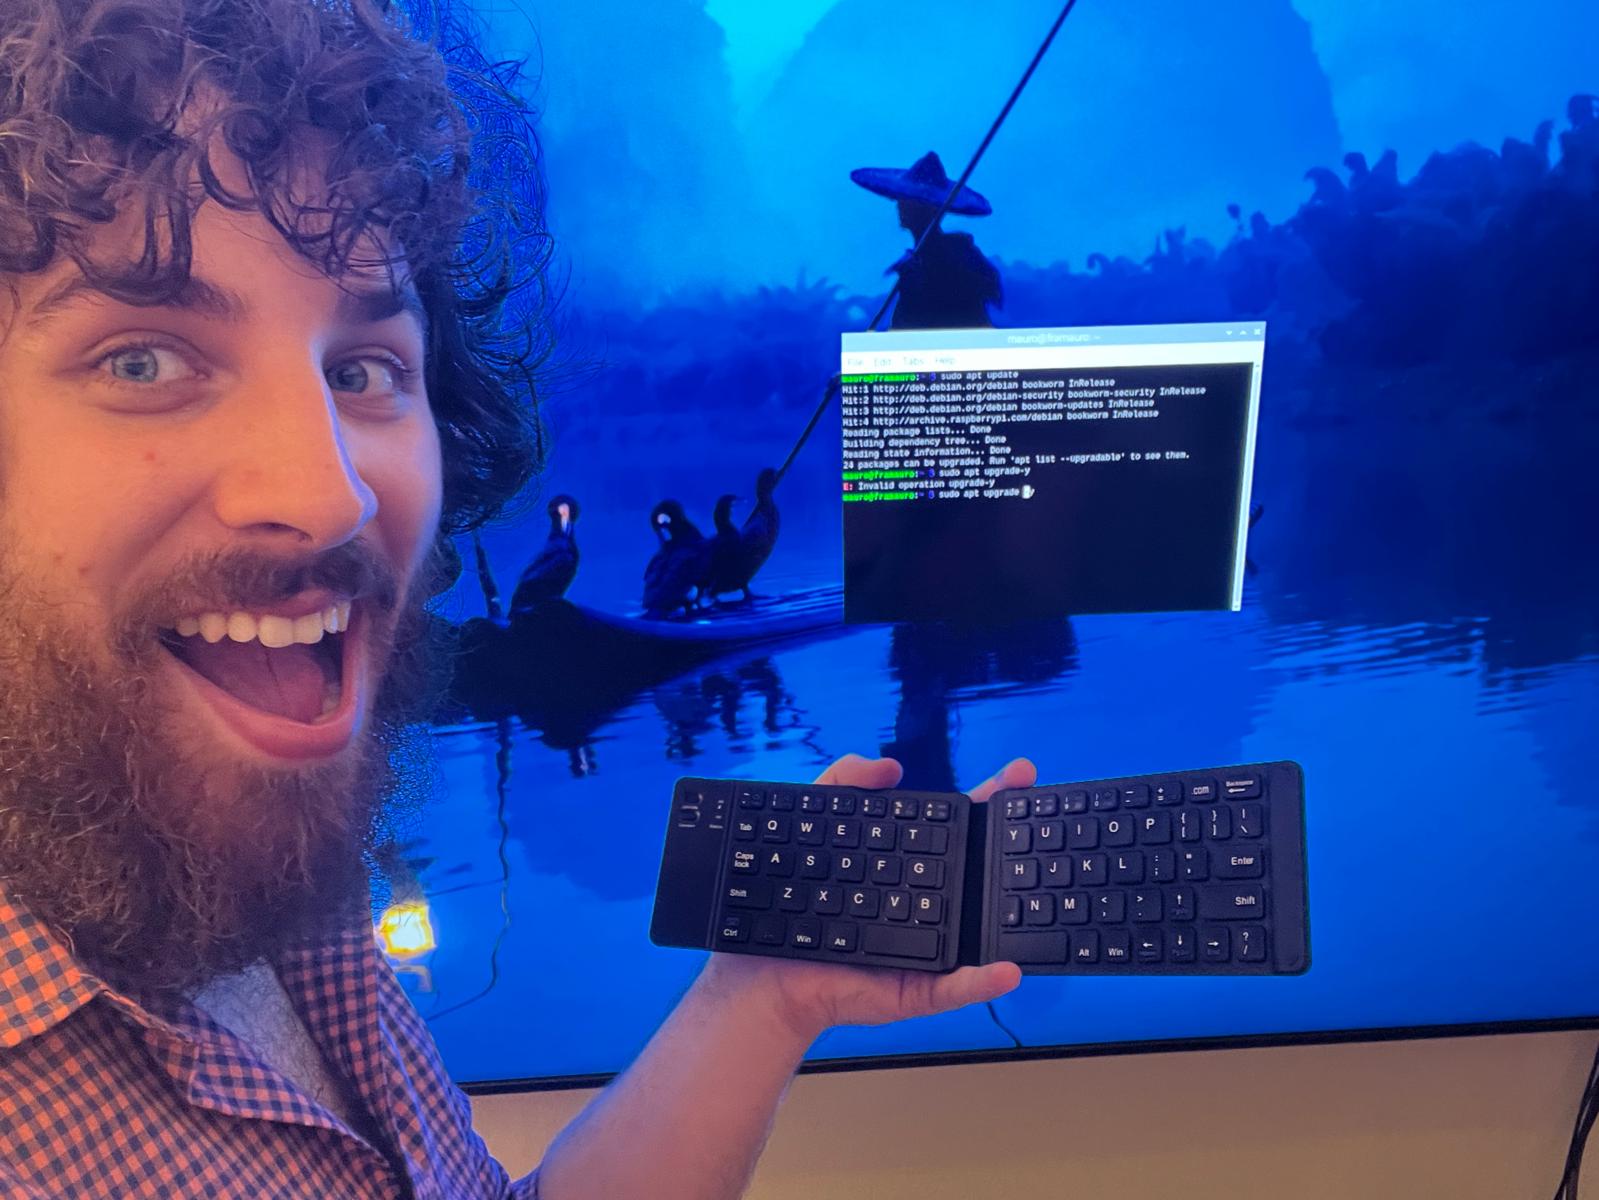 mauro@framauro: ~
File Edit Tabs Help
mauro@framauro:~ $ sudo apt update
Hit:1 http://deb.debian.org/debian bookworm InRelease
Hit:2 http://deb.debian.org/debian-security bookworm-security InRelease
Hit:3 http://deb.debian.org/debian bookworm-updates InRelease
Hit:4 http://archive.raspberrypi.com/debian bookworm InRelease
Reading package lists... Done
Building dependency tree... Done
Reading state information... Done
24 packages can be upgraded. Run 'apt list --upgradable' to see them.
mauro@framauro:~ $ sudo apt upgrade-y
E: Invalid operation upgrade-y
mauro@framauro:~ $ sudo apt upgrade -y
.com Backspace
Tab Q W E R T Y U I O P { [ } ] | \
Caps lock A S D F G H J K L : ; " ' Enter
Shift Z X C V B N M < , > . ↑ Shift
Ctrl Win Alt Alt Win ← ↓ → ? /